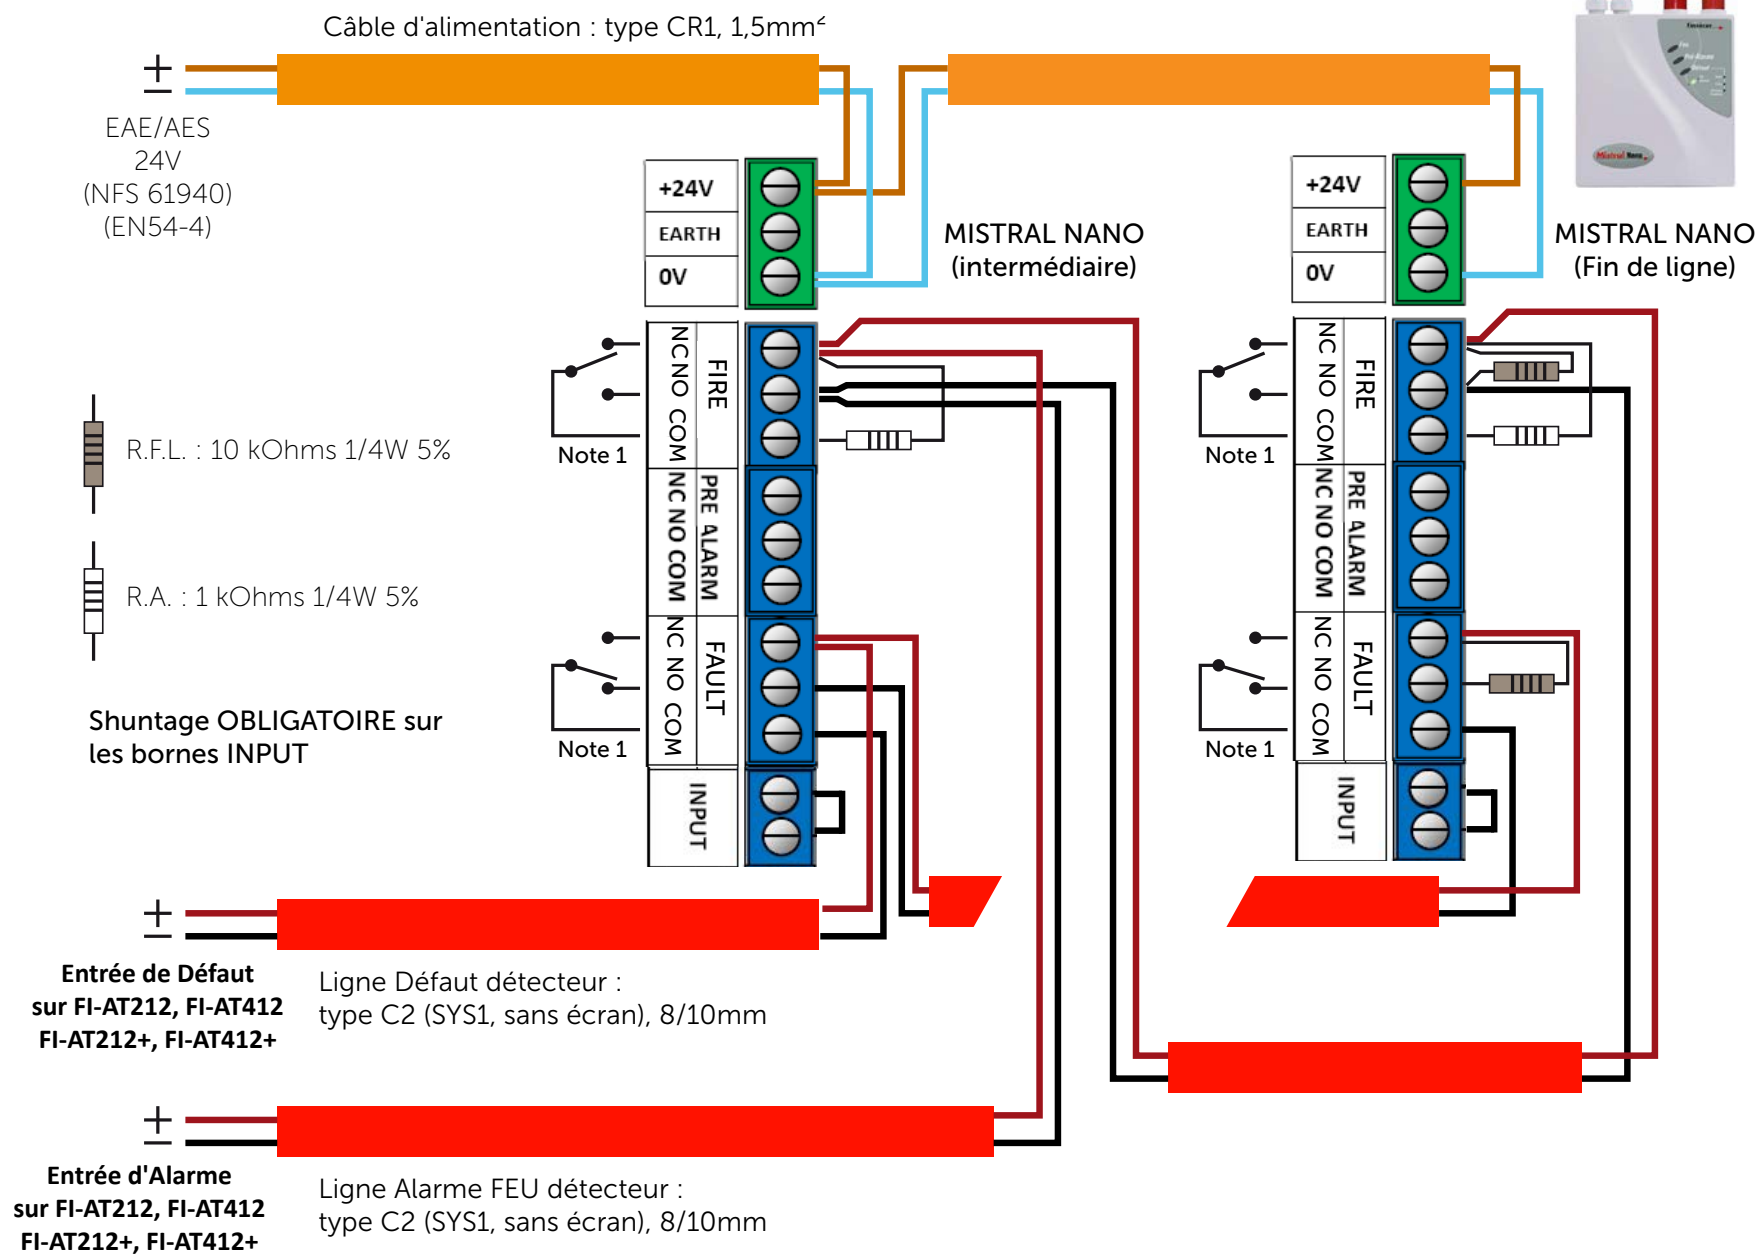 Câble d'alimentation : type CR1, 1,5mm²
+
−
EAE/AES
24V
(NFS 61940)
(EN54-4)
+24V
EARTH
0V
MISTRAL NANO
(intermédiaire)
+24V
EARTH
0V
MISTRAL NANO
(Fin de ligne)
Mistral Nano
NC NO COM
FIRE
Note 1
NC NO COM
PRE ALARM
NC NO COM
FAULT
Note 1
INPUT
NC NO COM
FIRE
Note 1
NC NO COM
PRE ALARM
NC NO COM
FAULT
Note 1
INPUT
R.F.L. : 10 kOhms 1/4W 5%
R.A. : 1 kOhms 1/4W 5%
Shuntage OBLIGATOIRE sur
les bornes INPUT
+
−
Entrée de Défaut
sur FI-AT212, FI-AT412
FI-AT212+, FI-AT412+
Ligne Défaut détecteur :
type C2 (SYS1, sans écran), 8/10mm
+
−
Entrée d'Alarme
sur FI-AT212, FI-AT412
FI-AT212+, FI-AT412+
Ligne Alarme FEU détecteur :
type C2 (SYS1, sans écran), 8/10mm